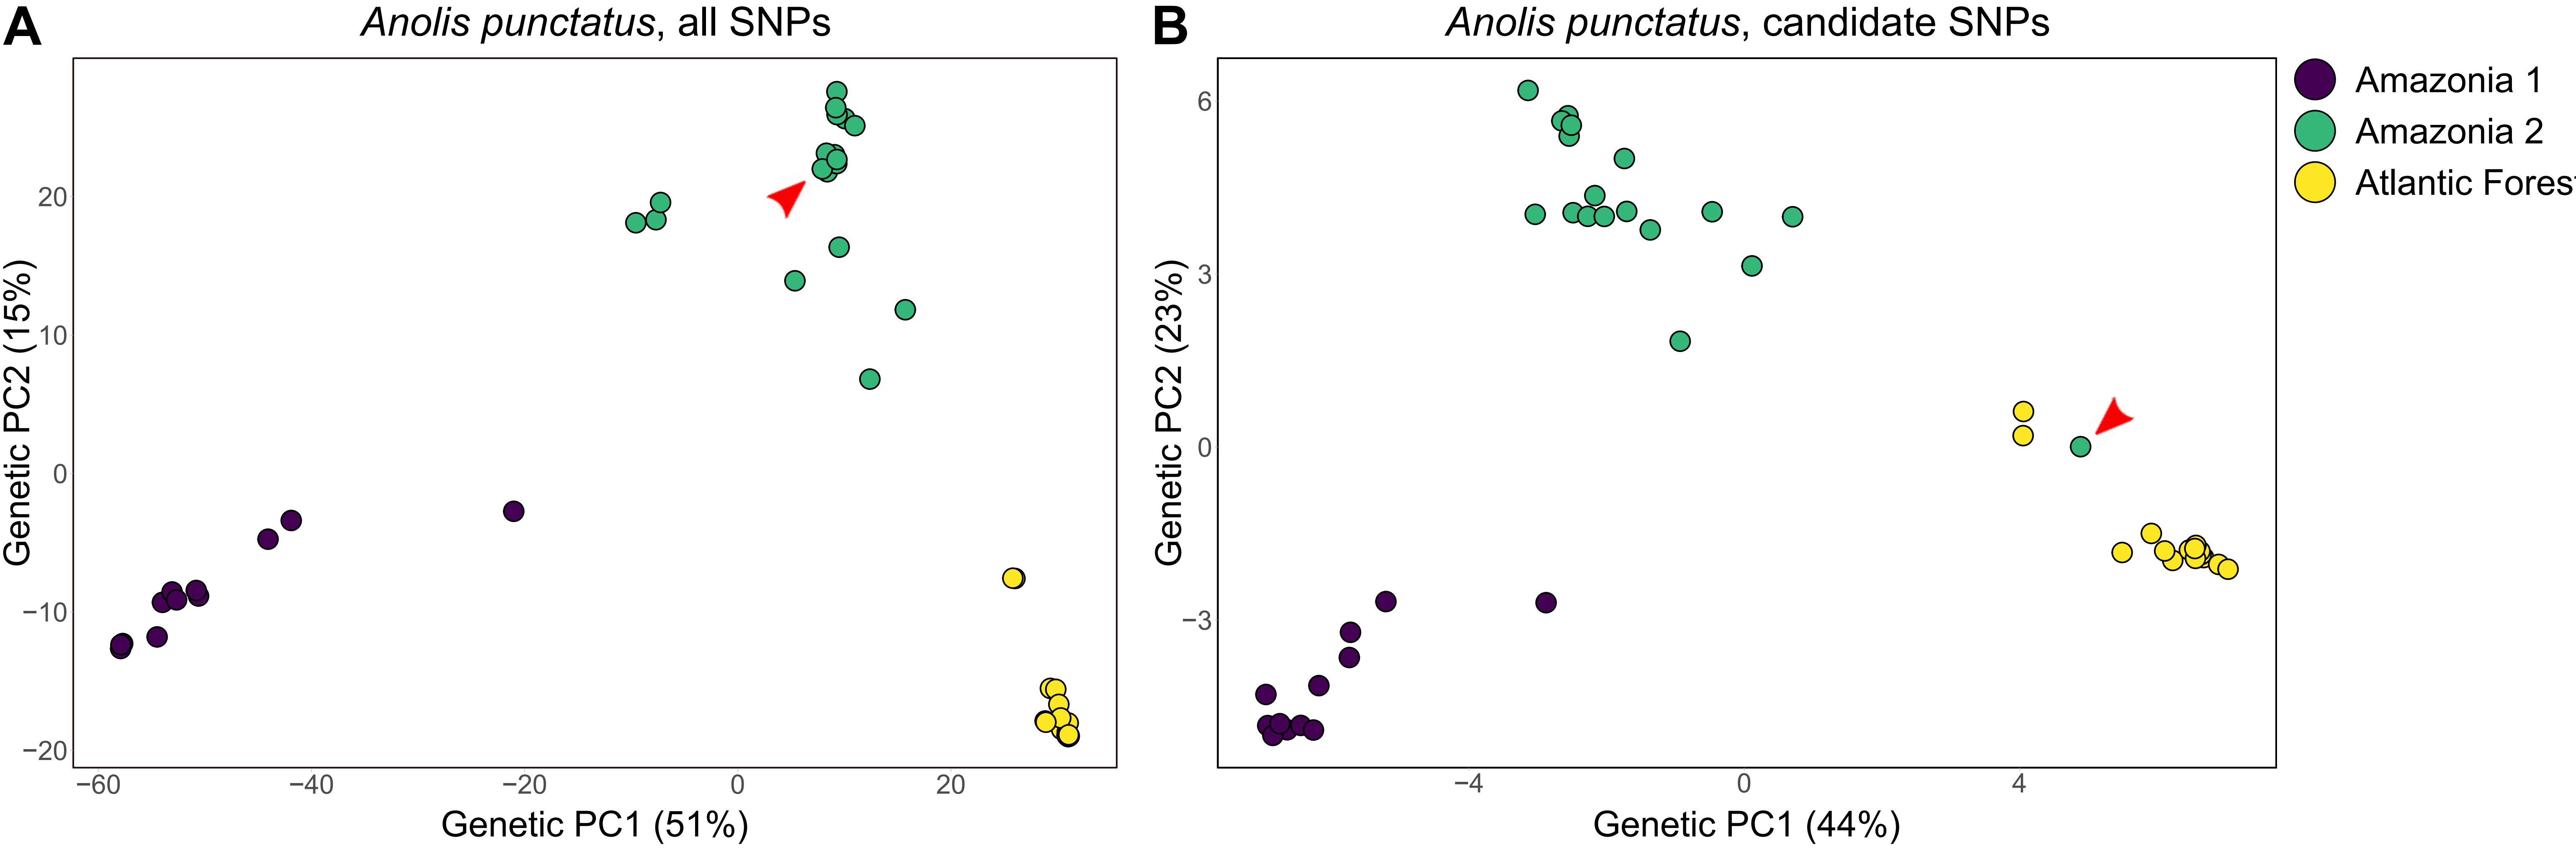 A
Anolis punctatus, all SNPs
Genetic PC2 (15%)
20
10
0
−10
−20
−60
−40
−20
0
20
Genetic PC1 (51%)
B
Anolis punctatus, candidate SNPs
Genetic PC2 (23%)
6
3
0
−3
−4
0
4
Genetic PC1 (44%)
Amazonia 1
Amazonia 2
Atlantic Fores